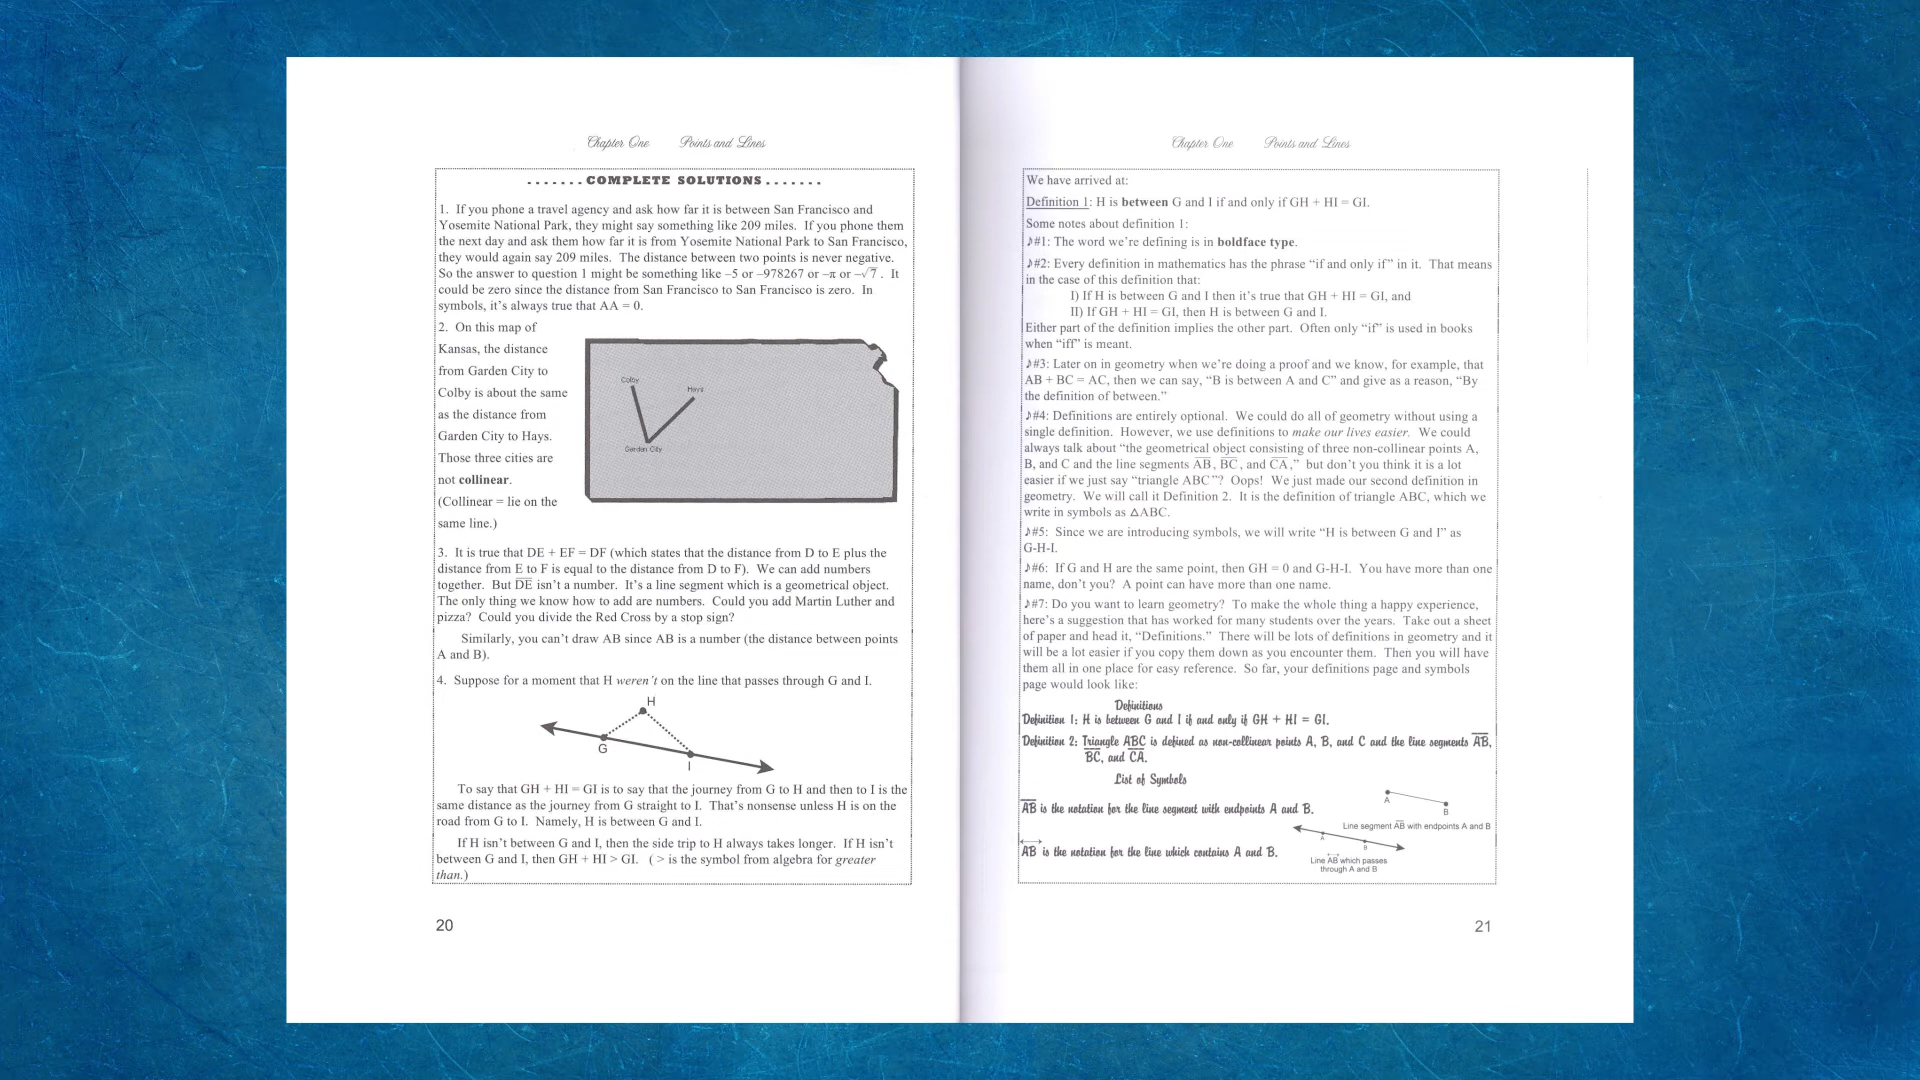 Chapter One Points and Lines
.......COMPLETE SOLUTIONS.......
1. If you phone a travel agency and ask how far it is between San Francisco and
Yosemite National Park, they might say something like 209 miles. If you phone them
the next day and ask them how far it is from Yosemite National Park to San Francisco,
they would again say 209 miles. The distance between two points is never negative.
So the answer to question 1 might be something like –5 or –978267 or –π or –√7 . It
could be zero since the distance from San Francisco to San Francisco is zero. In
symbols, it's always true that AA = 0.
2. On this map of
Kansas, the distance
from Garden City to
Colby is about the same
as the distance from
Garden City to Hays.
Those three cities are
not collinear.
(Collinear = lie on the
same line.)
Colby
Hays
Garden City
3. It is true that DE + EF = DF (which states that the distance from D to E plus the
distance from E to F is equal to the distance from D to F). We can add numbers
together. But D̅E̅ isn't a number. It's a line segment which is a geometrical object.
The only thing we know how to add are numbers. Could you add Martin Luther and
pizza? Could you divide the Red Cross by a stop sign?
Similarly, you can't draw AB since AB is a number (the distance between points
A and B).
4. Suppose for a moment that H weren't on the line that passes through G and I.
H
G
I
To say that GH + HI = GI is to say that the journey from G to H and then to I is the
same distance as the journey from G straight to I. That's nonsense unless H is on the
road from G to I. Namely, H is between G and I.
If H isn't between G and I, then the side trip to H always takes longer. If H isn't
between G and I, then GH + HI > GI. ( > is the symbol from algebra for greater
than.)
20
Chapter One Points and Lines
We have arrived at:
Definition 1: H is between G and I if and only if GH + HI = GI.
Some notes about definition 1:
♪#1: The word we're defining is in boldface type.
♪#2: Every definition in mathematics has the phrase “if and only if” in it. That means
in the case of this definition that:
I) If H is between G and I then it's true that GH + HI = GI, and
II) If GH + HI = GI, then H is between G and I.
Either part of the definition implies the other part. Often only “if” is used in books
when “iff” is meant.
♪#3: Later on in geometry when we're doing a proof and we know, for example, that
AB + BC = AC, then we can say, “B is between A and C” and give as a reason, “By
the definition of between.”
♪#4: Definitions are entirely optional. We could do all of geometry without using a
single definition. However, we use definitions to make our lives easier. We could
always talk about “the geometrical object consisting of three non-collinear points A,
B, and C and the line segments A̅B̅, B̅C̅, and C̅A̅,” but don't you think it is a lot
easier if we just say “triangle ABC”? Oops! We just made our second definition in
geometry. We will call it Definition 2. It is the definition of triangle ABC, which we
write in symbols as △ABC.
♪#5: Since we are introducing symbols, we will write “H is between G and I” as
G-H-I.
♪#6: If G and H are the same point, then GH = 0 and G-H-I. You have more than one
name, don't you? A point can have more than one name.
♪#7: Do you want to learn geometry? To make the whole thing a happy experience,
here's a suggestion that has worked for many students over the years. Take out a sheet
of paper and head it, “Definitions.” There will be lots of definitions in geometry and it
will be a lot easier if you copy them down as you encounter them. Then you will have
them all in one place for easy reference. So far, your definitions page and symbols
page would look like:
Definitions
Definition 1: H is between G and I if and only if GH + HI = GI.
Definition 2: Triangle ABC is defined as non-collinear points A, B, and C and the line segments A̅B̅,
B̅C̅, and C̅A̅.
List of Symbols
A̅B̅ is the notation for the line segment with endpoints A and B.
A
B
Line segment A̅B̅ with endpoints A and B
A⃡B is the notation for the line which contains A and B.
A
B
Line A⃡B which passes
through A and B
21